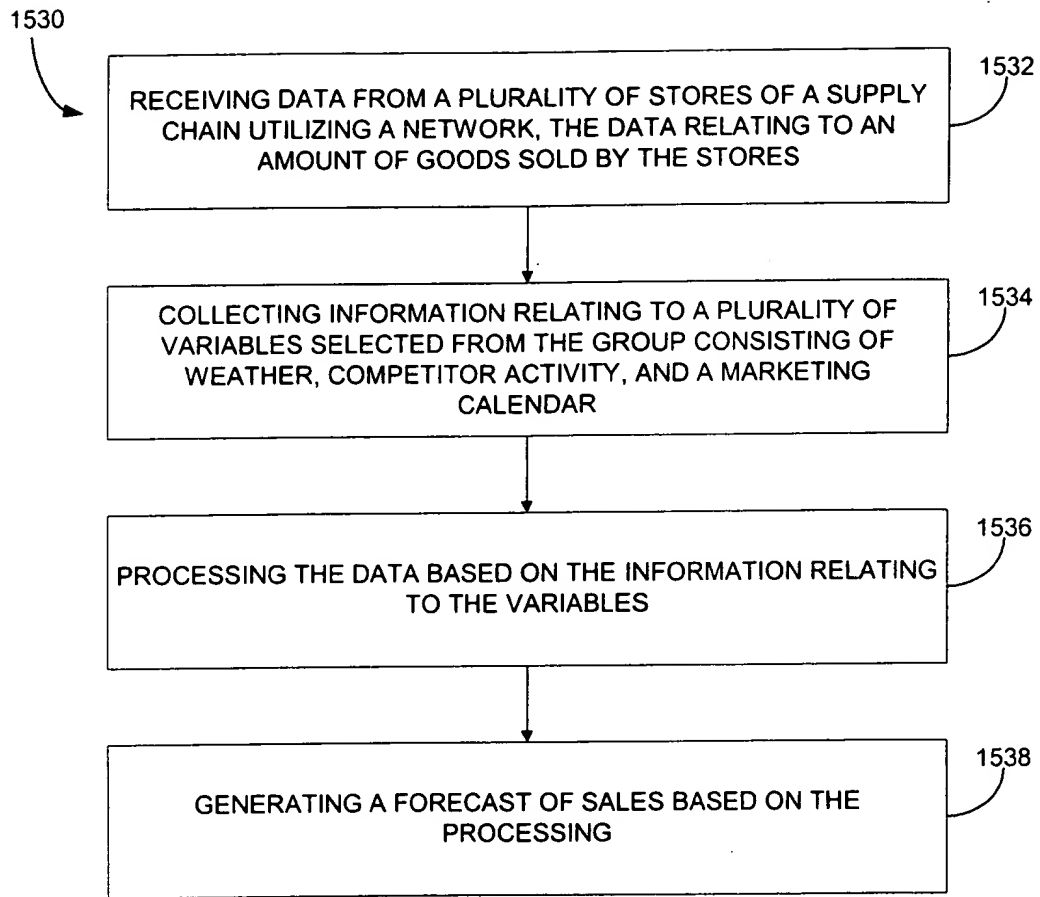 1530
1532
RECEIVING DATA FROM A PLURALITY OF STORES OF A SUPPLY
CHAIN UTILIZING A NETWORK, THE DATA RELATING TO AN
AMOUNT OF GOODS SOLD BY THE STORES
1534
COLLECTING INFORMATION RELATING TO A PLURALITY OF
VARIABLES SELECTED FROM THE GROUP CONSISTING OF
WEATHER, COMPETITOR ACTIVITY, AND A MARKETING
CALENDAR
1536
PROCESSING THE DATA BASED ON THE INFORMATION RELATING
TO THE VARIABLES
1538
GENERATING A FORECAST OF SALES BASED ON THE
PROCESSING